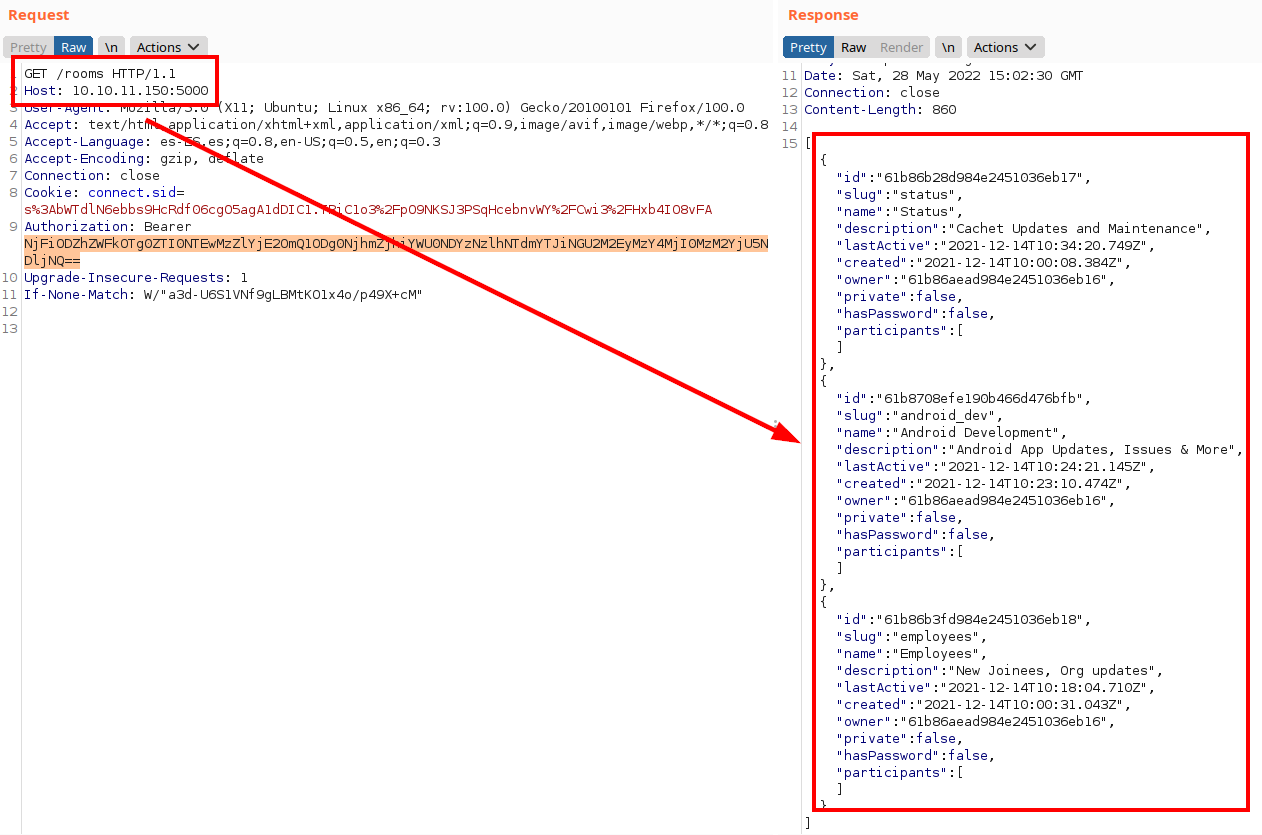 Request
Pretty
Raw
\n
Actions
1 GET /rooms HTTP/1.1
2 Host: 10.10.11.150:5000
3 User-Agent: Mozilla/5.0 (X11; Ubuntu; Linux x86_64; rv:100.0) Gecko/20100101 Firefox/100.0
4 Accept: text/html,application/xhtml+xml,application/xml;q=0.9,image/avif,image/webp,*/*;q=0.8
5 Accept-Language: es-ES,es;q=0.8,en-US;q=0.5,en;q=0.3
6 Accept-Encoding: gzip, deflate
7 Connection: close
8 Cookie: connect.sid=
9 Authorization: Bearer
DljNQ==
10 Upgrade-Insecure-Requests: 1
11 If-None-Match: W/"a3d-U6S1VNf9gLBMtKO1x4o/p49X+cM"
12
13
Response
Pretty
Raw
Render
\n
Actions
11 Date: Sat, 28 May 2022 15:02:30 GMT
12 Connection: close
13 Content-Length: 860
14
15 [
{
"id":"61b86b28d984e2451036eb17",
"slug":"status",
"name":"Status",
"description":"Cachet Updates and Maintenance",
"lastActive":"2021-12-14T10:34:20.749Z",
"created":"2021-12-14T10:00:08.384Z",
"owner":"61b86aead984e2451036eb16",
"private":false,
"hasPassword":false,
"participants":[
]
},
{
"id":"61b8708efe190b466d476bfb",
"slug":"android_dev",
"name":"Android Development",
"description":"Android App Updates, Issues & More",
"lastActive":"2021-12-14T10:24:21.145Z",
"created":"2021-12-14T10:23:10.474Z",
"owner":"61b86aead984e2451036eb16",
"private":false,
"hasPassword":false,
"participants":[
]
},
{
"id":"61b86b3fd984e2451036eb18",
"slug":"employees",
"name":"Employees",
"description":"New Joinees, Org updates",
"lastActive":"2021-12-14T10:18:04.710Z",
"created":"2021-12-14T10:00:31.043Z",
"owner":"61b86aead984e2451036eb16",
"private":false,
"hasPassword":false,
"participants":[
]
}
]